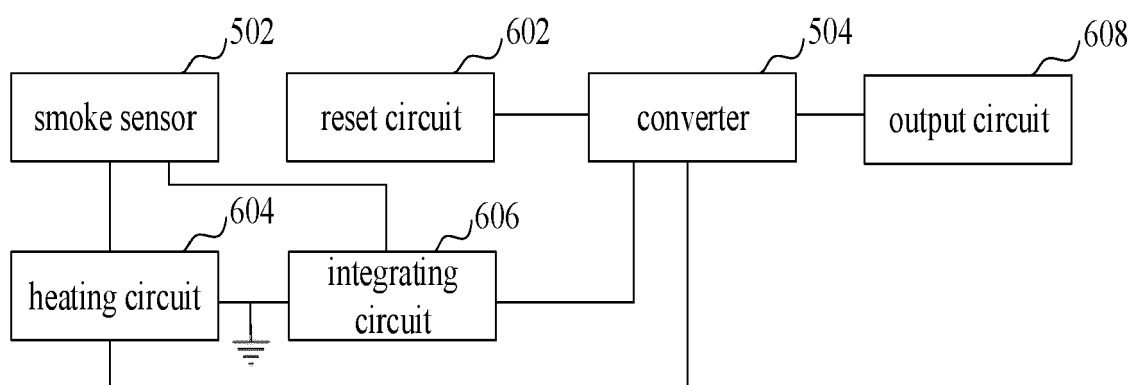 502
602
504
608
smoke sensor
reset circuit
converter
output circuit
604
606
heating circuit
integrating
circuit